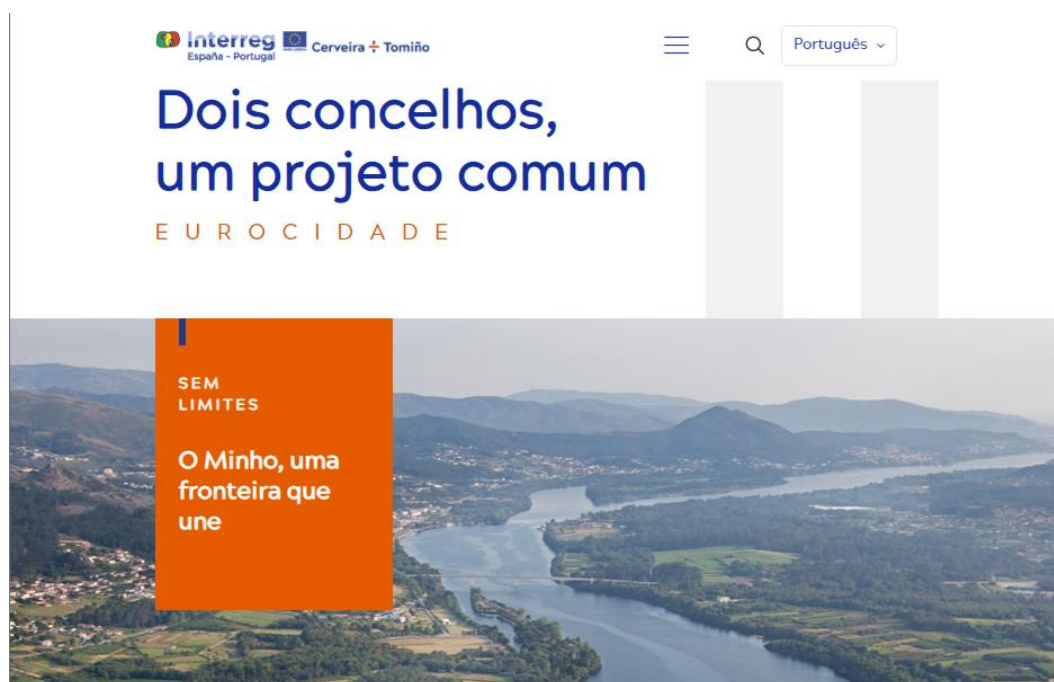 Interreg
España - Portugal
Cerveira + Tomiño
Português
Dois concelhos,
um projeto comum
EUROCIDADE
SEM
LIMITES
O Minho, uma
fronteira que
une